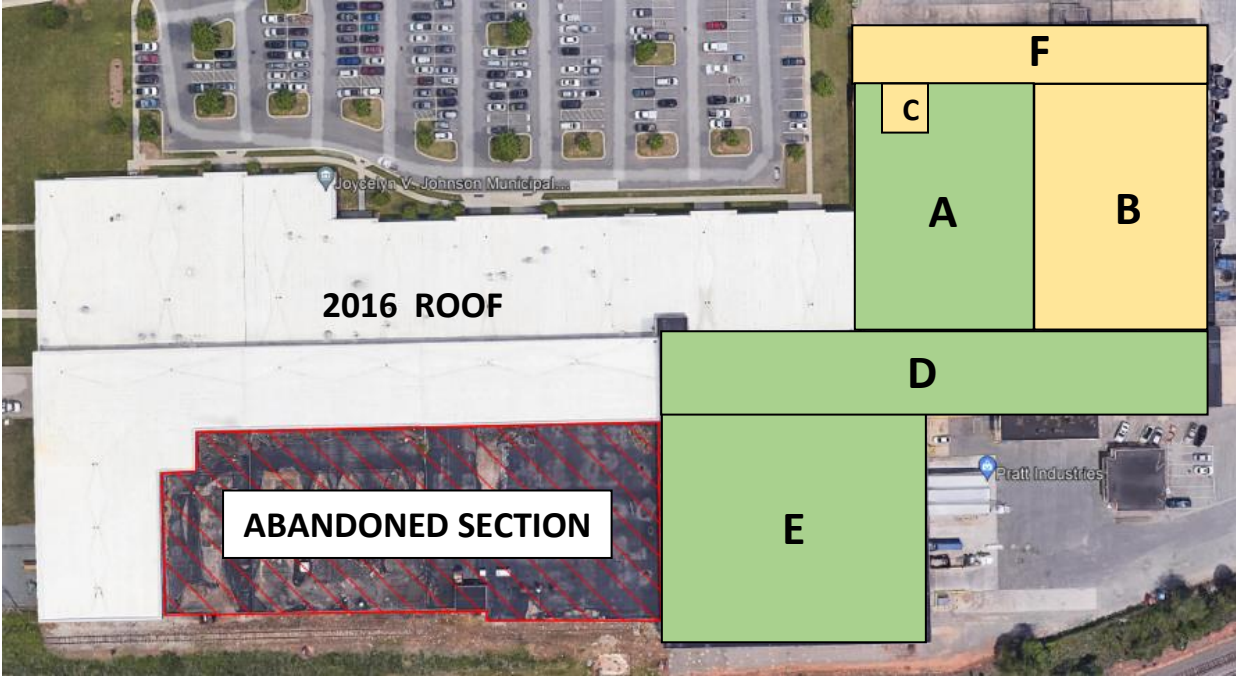 F
C
Joycelyn V. Johnson Municipal...
A
B
2016 ROOF
D
Pratt Industries
ABANDONED SECTION
E